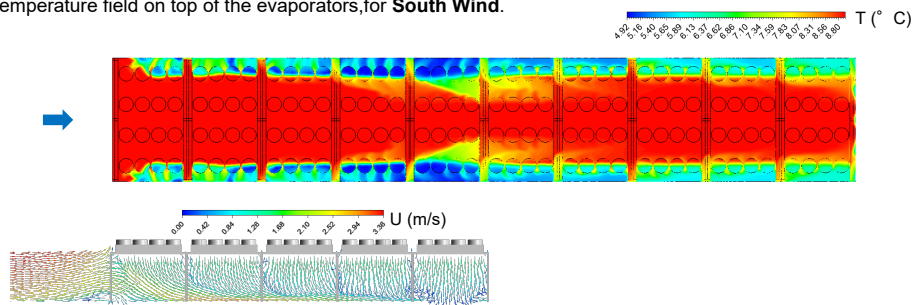 emperature field on top of the evaporators,for South Wind.
T (° C)
4.92 5.16 5.40 5.65 5.89 6.13 6.37 6.62 6.86 7.10 7.34 7.59 7.83 8.07 8.31 8.56 8.80
U (m/s)
0.00 0.42 0.84 1.26 1.68 2.10 2.52 2.94 3.36